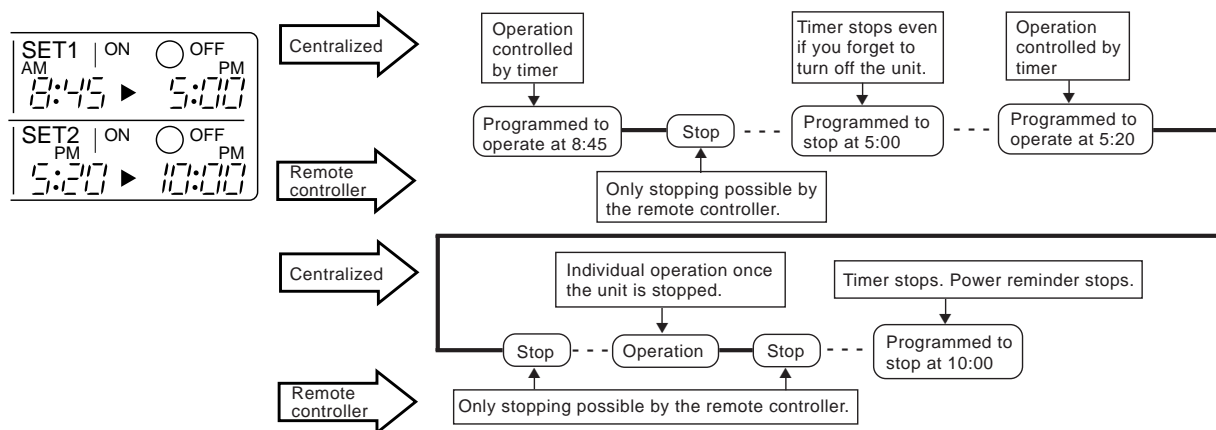 SET1 ON OFF
AM PM
8:45 5:00
SET2 ON OFF
PM PM
5:20 10:00
Centralized
Operation
controlled
by timer
Timer stops even
if you forget to
turn off the unit.
Operation
controlled by
timer
Programmed to
operate at 8:45
Stop
Programmed to
stop at 5:00
Programmed to
operate at 5:20
Remote
controller
Only stopping possible by
the remote controller.
Centralized
Individual operation once
the unit is stopped.
Timer stops. Power reminder stops.
Stop
Operation
Stop
Programmed to
stop at 10:00
Remote
controller
Only stopping possible by the remote controller.